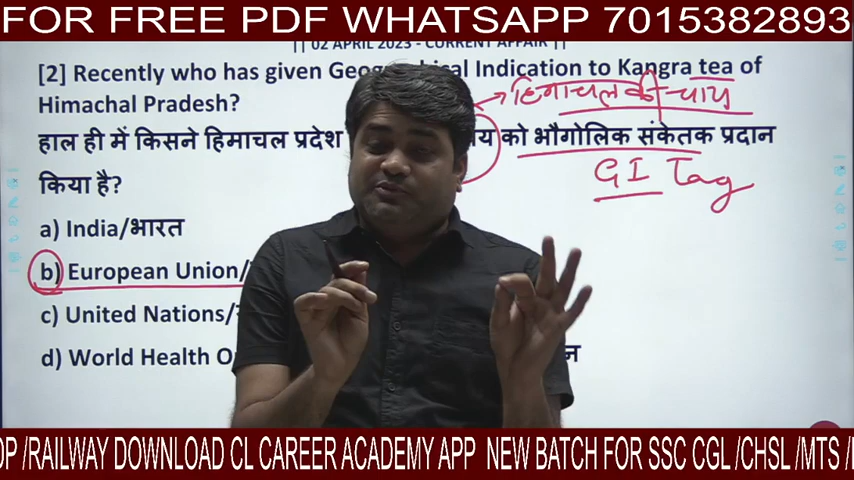 FOR FREE PDF WHATSAPP 7015382893
|| 02 APRIL 2023 - CURRENT AFFAIR ||
[2] Recently who has given Geographical Indication to Kangra tea of
Himachal Pradesh?
हिमाचल की चाय
हाल ही में किसने हिमाचल प्रदेश को भौगोलिक संकेतक प्रदान
किया है?
GI Tag
a) India/भारत
b) European Union/
c) United Nations/
d) World Health O
/RAILWAY DOWNLOAD CL CAREER ACADEMY APP NEW BATCH FOR SSC CGL /CHSL /MTS /